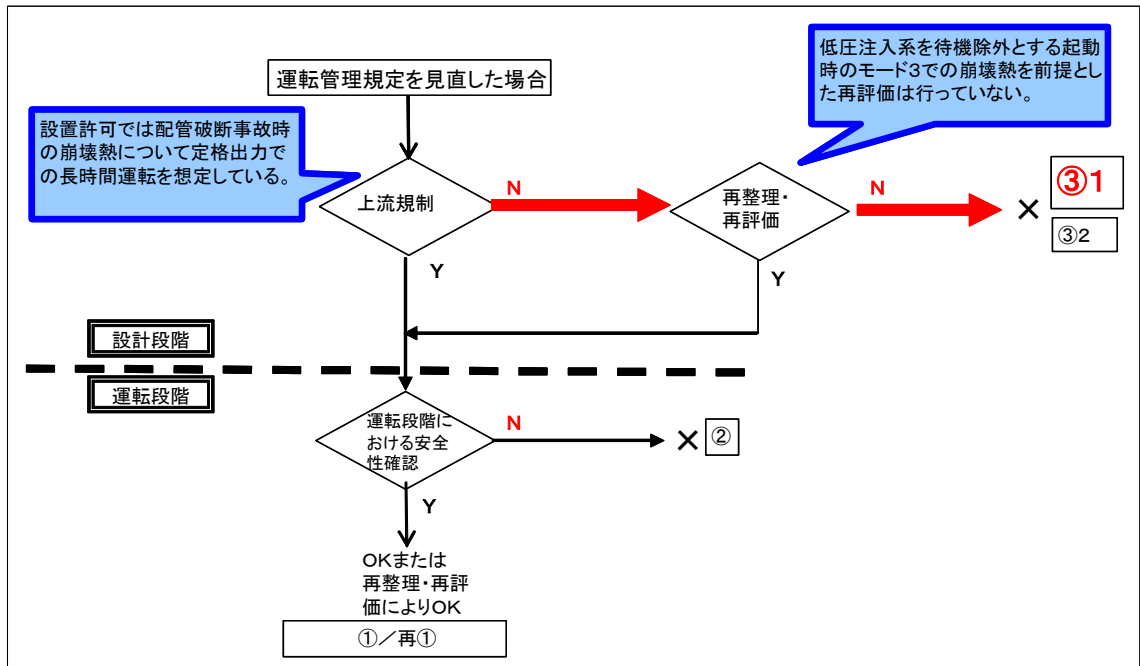 低圧注入系を待機除外とする起動
時のモード3での崩壊熱を前提とし
た再評価は行っていない。
運転管理規定を見直した場合
設置許可では配管破断事故時
の崩壊熱について定格出力で
の長時間運転を想定している。
上流規制
N
再整理・
再評価
N
×
③1
③2
Y
Y
設計段階
運転段階
運転段階に
おける安全
性確認
N
×
②
Y
OKまたは
再整理・再評
価によりOK
①/再①